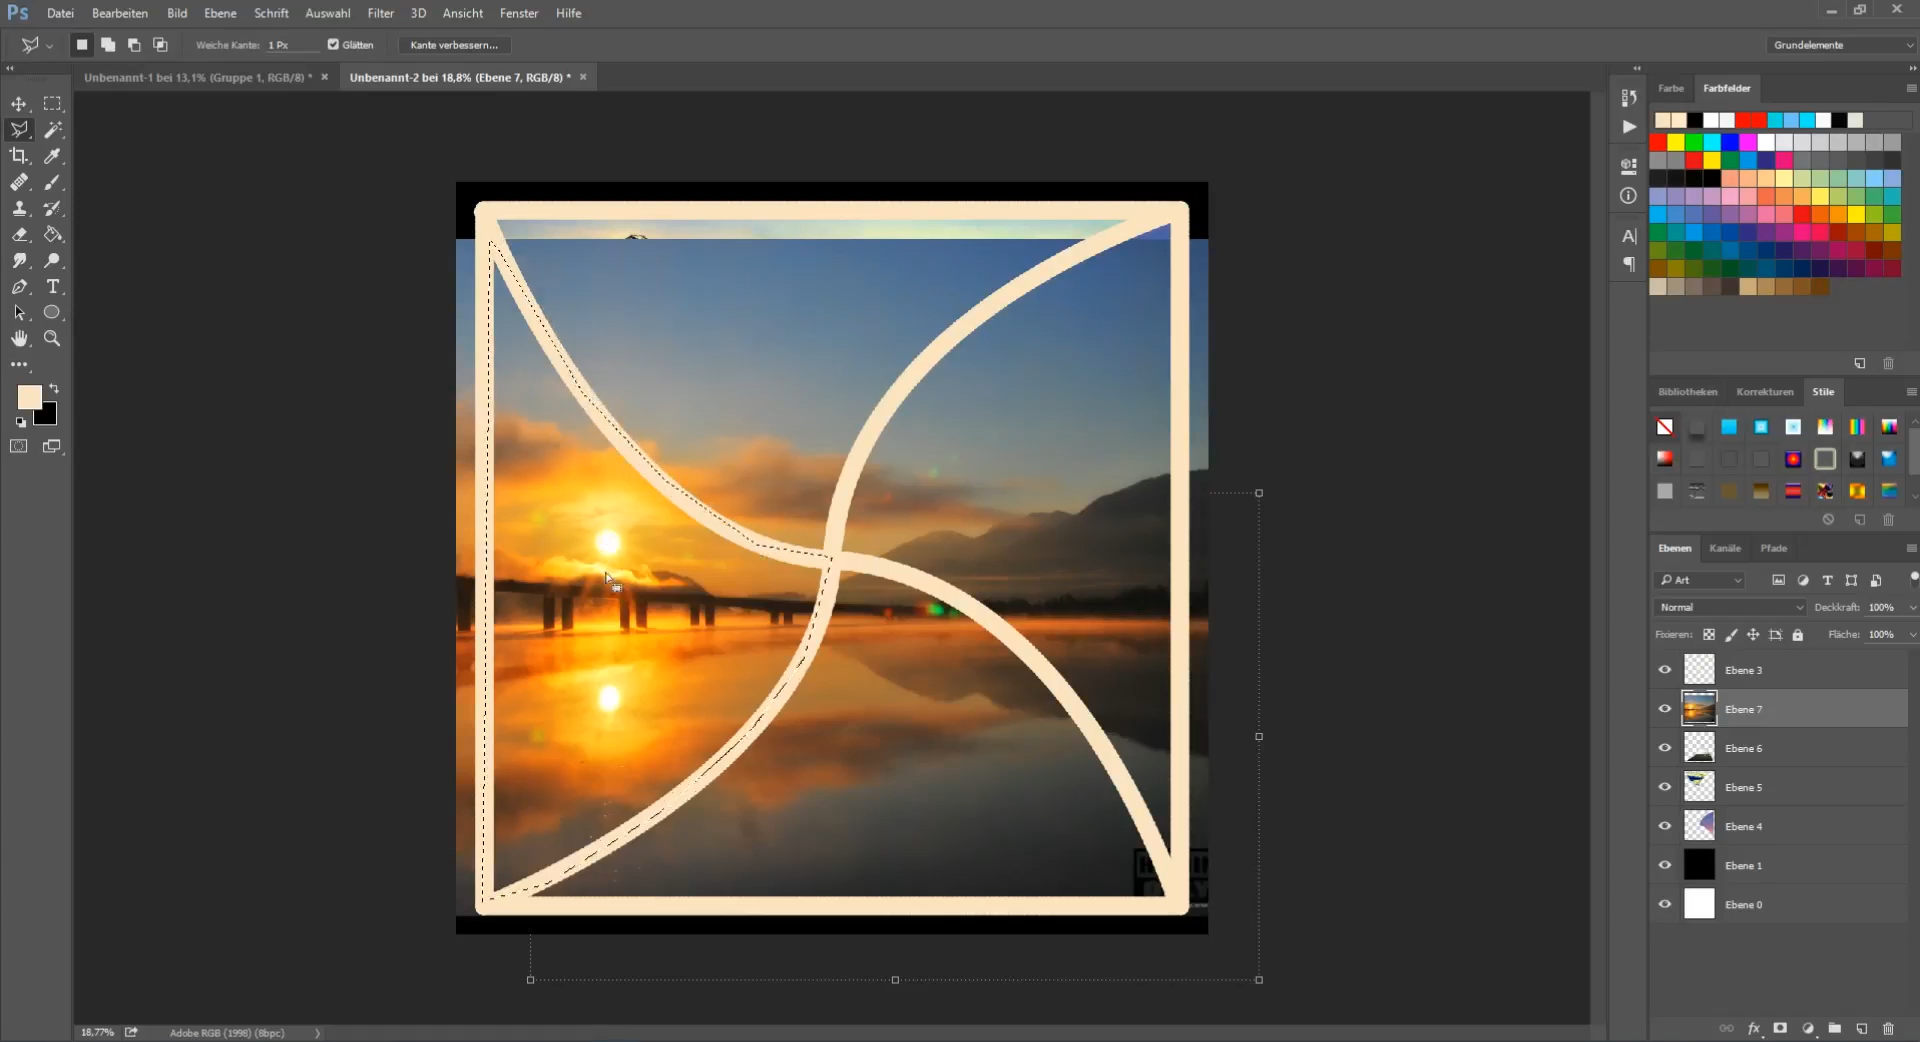 Ps Datei Bearbeiten Bild Ebene Schrift Auswahl Filter 3D Ansicht Fenster Hilfe
Weiche Kante: 1 Px Glätten Kante verbessern... Grundelemente
Unbenannt-1 bei 13,1% (Gruppe 1, RGB/8) * Unbenannt-2 bei 18,8% (Ebene 7, RGB/8) *
Farbe Farbfelder
Bibliotheken Korrekturen Stile
Ebenen Kanäle Pfade
Art
Normal Deckkraft: 100%
Fixieren: Fläche: 100%
Ebene 3
Ebene 7
Ebene 6
Ebene 5
Ebene 4
Ebene 1
Ebene 0
18,77% Adobe RGB (1998) (8bpc)